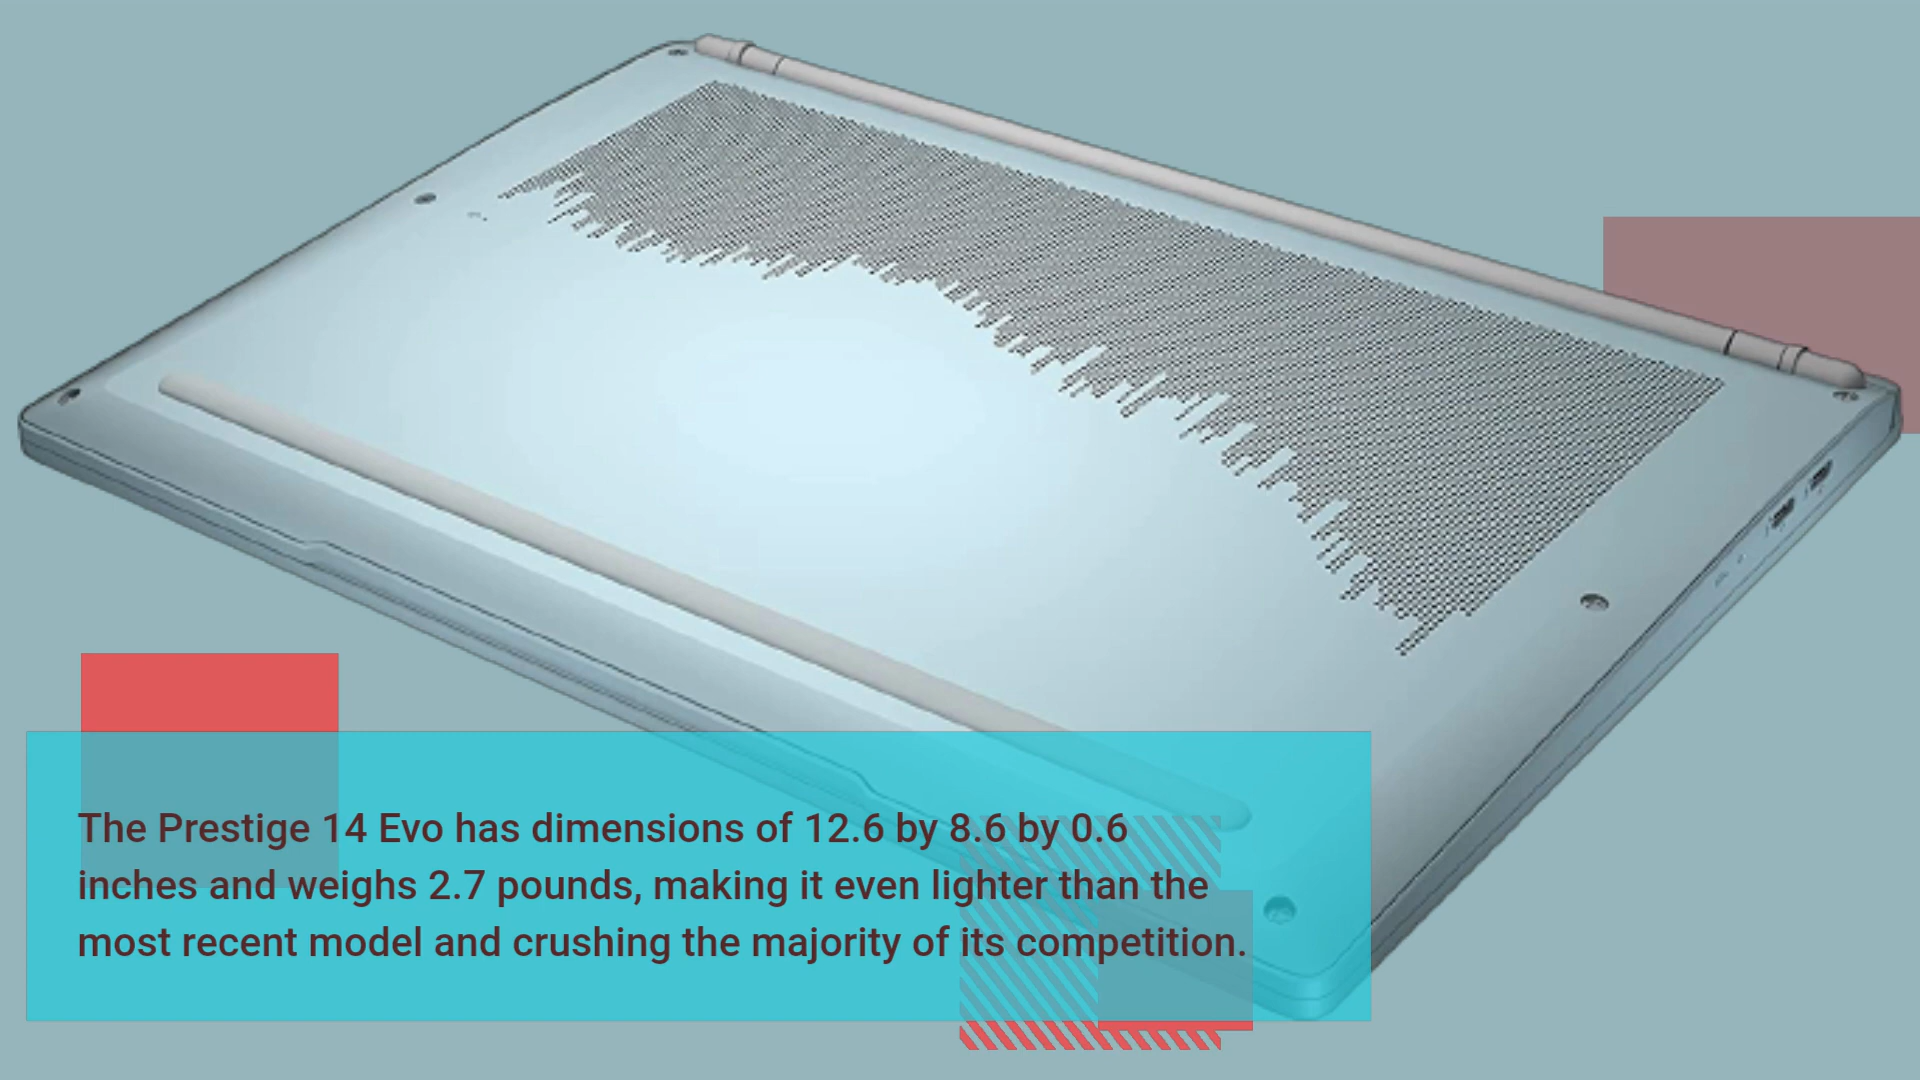 The Prestige 14 Evo has dimensions of 12.6 by 8.6 by 0.6
inches and weighs 2.7 pounds, making it even lighter than the
most recent model and crushing the majority of its competition.